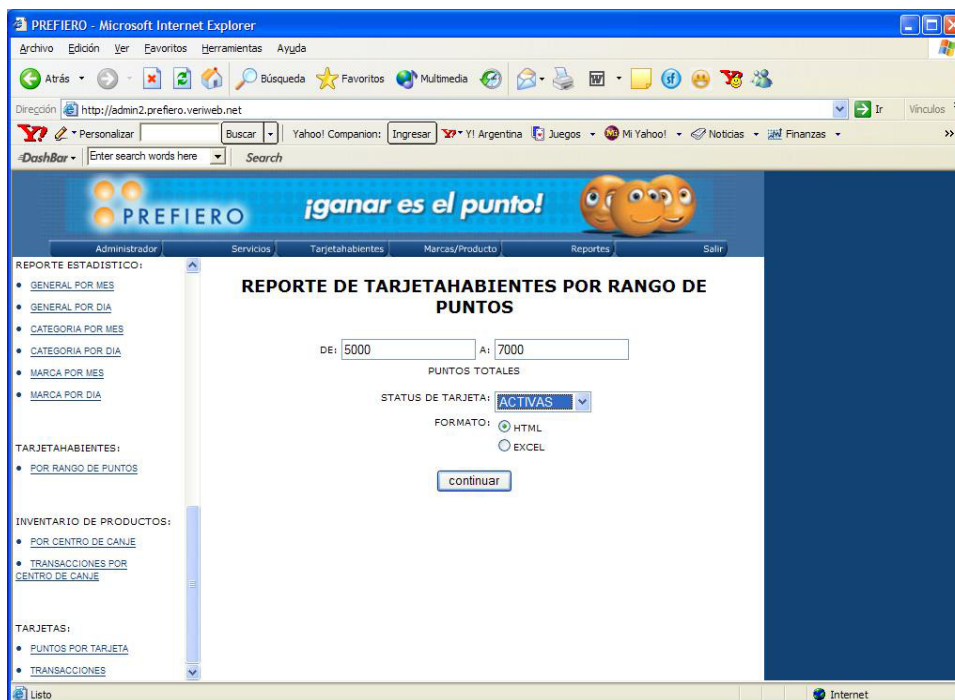 PREFIERO - Microsoft Internet Explorer
Archivo Edición Ver Favoritos Herramientas Ayuda
Atrás Búsqueda Favoritos Multimedia
Dirección http://admin2.prefiero.veriweb.net Ir Vínculos
Y! Personalizar Buscar Yahoo! Companion: Ingresar Y! Argentina Juegos Mi Yahoo! Noticias Finanzas »
DashBar Enter search words here Search
PREFIERO ¡ganar es el punto!
Administrador Servicios Tarjetahabientes Marcas/Producto Reportes Salir
REPORTE ESTADISTICO:
GENERAL POR MES
GENERAL POR DIA
CATEGORIA POR MES
CATEGORIA POR DIA
MARCA POR MES
MARCA POR DIA
TARJETAHABIENTES:
POR RANGO DE PUNTOS
INVENTARIO DE PRODUCTOS:
POR CENTRO DE CANJE
TRANSACCIONES POR
CENTRO DE CANJE
TARJETAS:
PUNTOS POR TARJETA
TRANSACCIONES
REPORTE DE TARJETAHABIENTES POR RANGO DE
PUNTOS
DE: 5000 A: 7000
PUNTOS TOTALES
STATUS DE TARJETA: ACTIVAS
FORMATO: HTML
EXCEL
continuar
Listo Internet